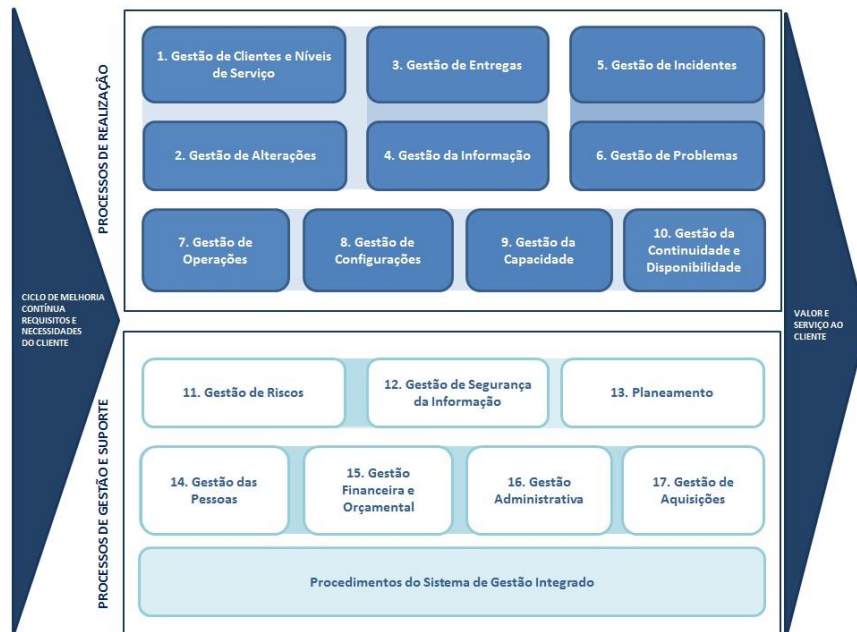 CICLO DE MELHORIA
CONTÍNUA
REQUISITOS E
NECESSIDADES
DO CLIENTE
PROCESSOS DE REALIZAÇÃO
1. Gestão de Clientes e Níveis
de Serviço
3. Gestão de Entregas
5. Gestão de Incidentes
2. Gestão de Alterações
4. Gestão da Informação
6. Gestão de Problemas
7. Gestão de
Operações
8. Gestão de
Configurações
9. Gestão da
Capacidade
10. Gestão da
Continuidade e
Disponibilidade
PROCESSOS DE GESTÃO E SUPORTE
11. Gestão de Riscos
12. Gestão de Segurança
da Informação
13. Planeamento
14. Gestão das
Pessoas
15. Gestão
Financeira e
Orçamental
16. Gestão
Administrativa
17. Gestão de
Aquisições
Procedimentos do Sistema de Gestão Integrado
VALOR E
SERVIÇO AO
CLIENTE